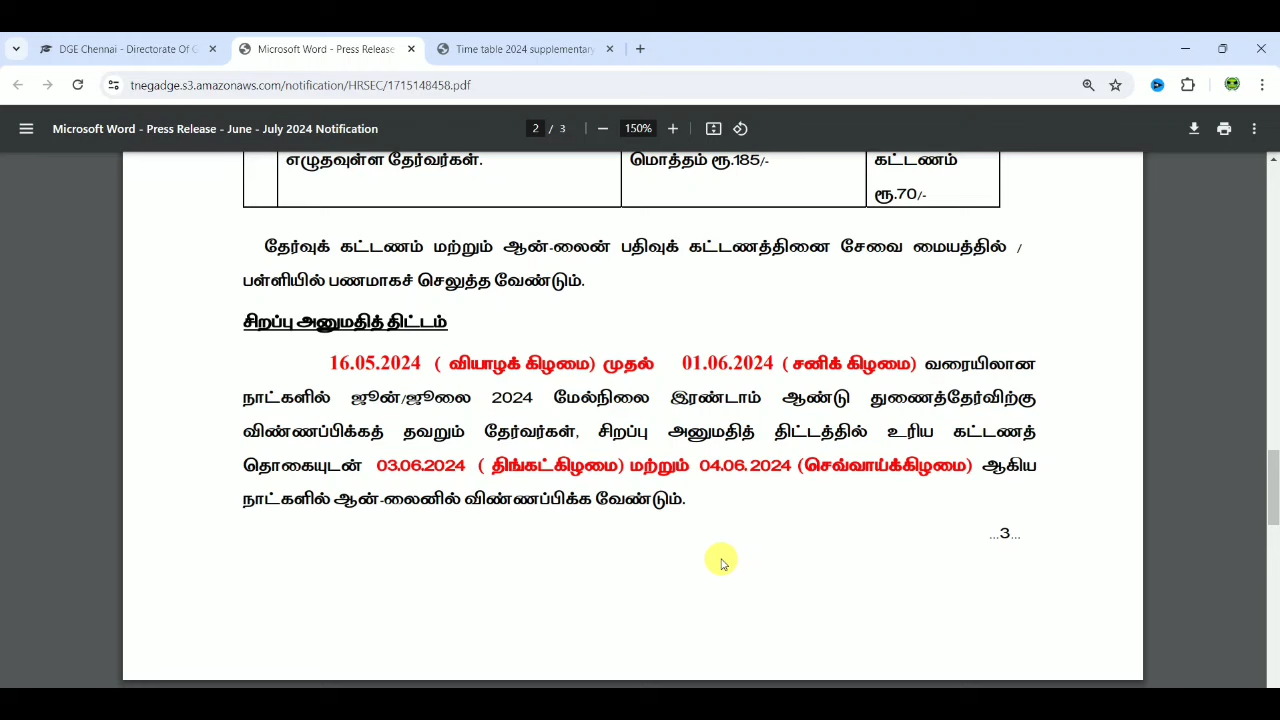 DGE Chennai - Directorate Of G
Microsoft Word - Press Release
Time table 2024 supplementary
tnegadge.s3.amazonaws.com/notification/HRSEC/1715148458.pdf
Microsoft Word - Press Release - June - July 2024 Notification
2 / 3
150%
எழுதவுள்ள தேர்வர்கள். மொத்தம் ரூ.185/- கட்டணம்
ரூ.70/-
தேர்வுக் கட்டணம் மற்றும் ஆன்-லைன் பதிவுக் கட்டணத்தினை சேவை மையத்தில் /
பள்ளியில் பணமாகச் செலுத்த வேண்டும்.
சிறப்பு அனுமதித் திட்டம்
16.05.2024 ( வியாழக் கிழமை) முதல் 01.06.2024 ( சனிக் கிழமை) வரையிலான
நாட்களில் ஜூன்/ஜூலை 2024 மேல்நிலை இரண்டாம் ஆண்டு துணைத்தேர்விற்கு
விண்ணப்பிக்கத் தவறும் தேர்வர்கள், சிறப்பு அனுமதித் திட்டத்தில் உரிய கட்டணத்
தொகையுடன் 03.06.2024 ( திங்கட்கிழமை) மற்றும் 04.06. 2024 (செவ்வாய்க்கிழமை) ஆகிய
நாட்களில் ஆன்-லைனில் விண்ணப்பிக்க வேண்டும்.
...3...